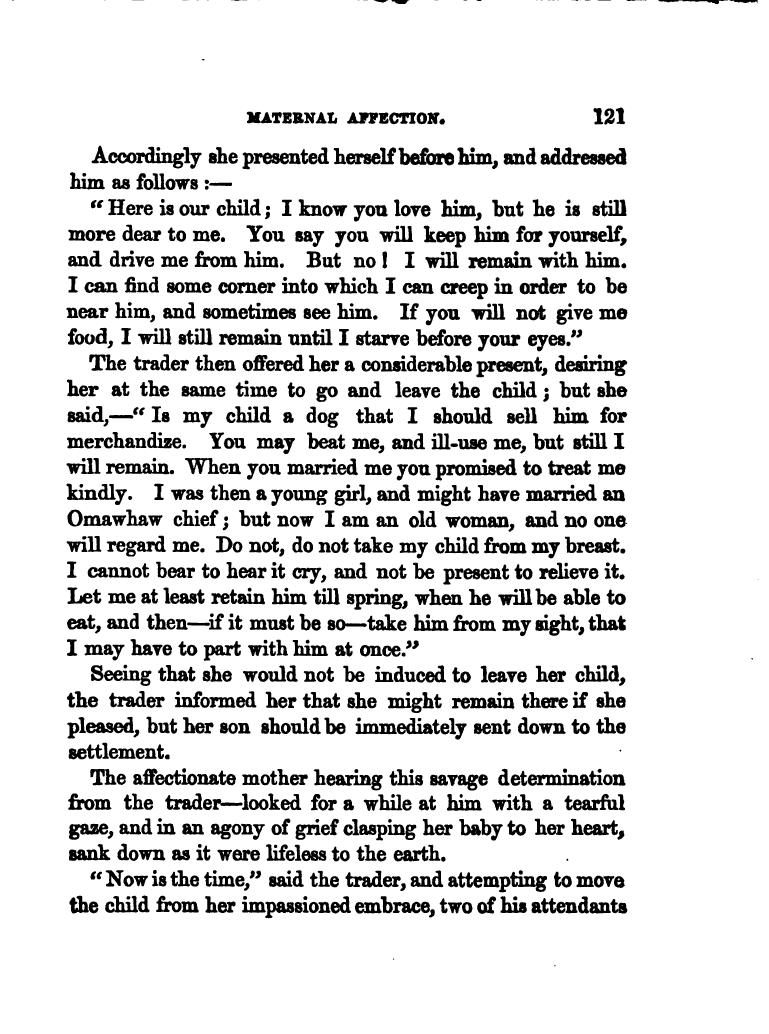 MATERNAL AFFECTION. 121
Accordingly she presented herself before him, and addressed
him as follows :—
“ Here is our child ; I know you love him, but he is still
more dear to me. You say you will keep him for yourself,
and drive me from him. But no ! I will remain with him.
I can find some corner into which I can creep in order to be
near him, and sometimes see him. If you will not give me
food, I will still remain until I starve before your eyes.”
The trader then offered her a considerable present, desiring
her at the same time to go and leave the child ; but she
said,—“ Is my child a dog that I should sell him for
merchandize. You may beat me, and ill-use me, but still I
will remain. When you married me you promised to treat me
kindly. I was then a young girl, and might have married an
Omawhaw chief ; but now I am an old woman, and no one
will regard me. Do not, do not take my child from my breast.
I cannot bear to hear it cry, and not be present to relieve it.
Let me at least retain him till spring, when he will be able to
eat, and then—if it must be so—take him from my sight, that
I may have to part with him at once.”
Seeing that she would not be induced to leave her child,
the trader informed her that she might remain there if she
pleased, but her son should be immediately sent down to the
settlement.
The affectionate mother hearing this savage determination
from the trader—looked for a while at him with a tearful
gaze, and in an agony of grief clasping her baby to her heart,
sank down as it were lifeless to the earth.
“ Now is the time,” said the trader, and attempting to move
the child from her impassioned embrace, two of his attendants